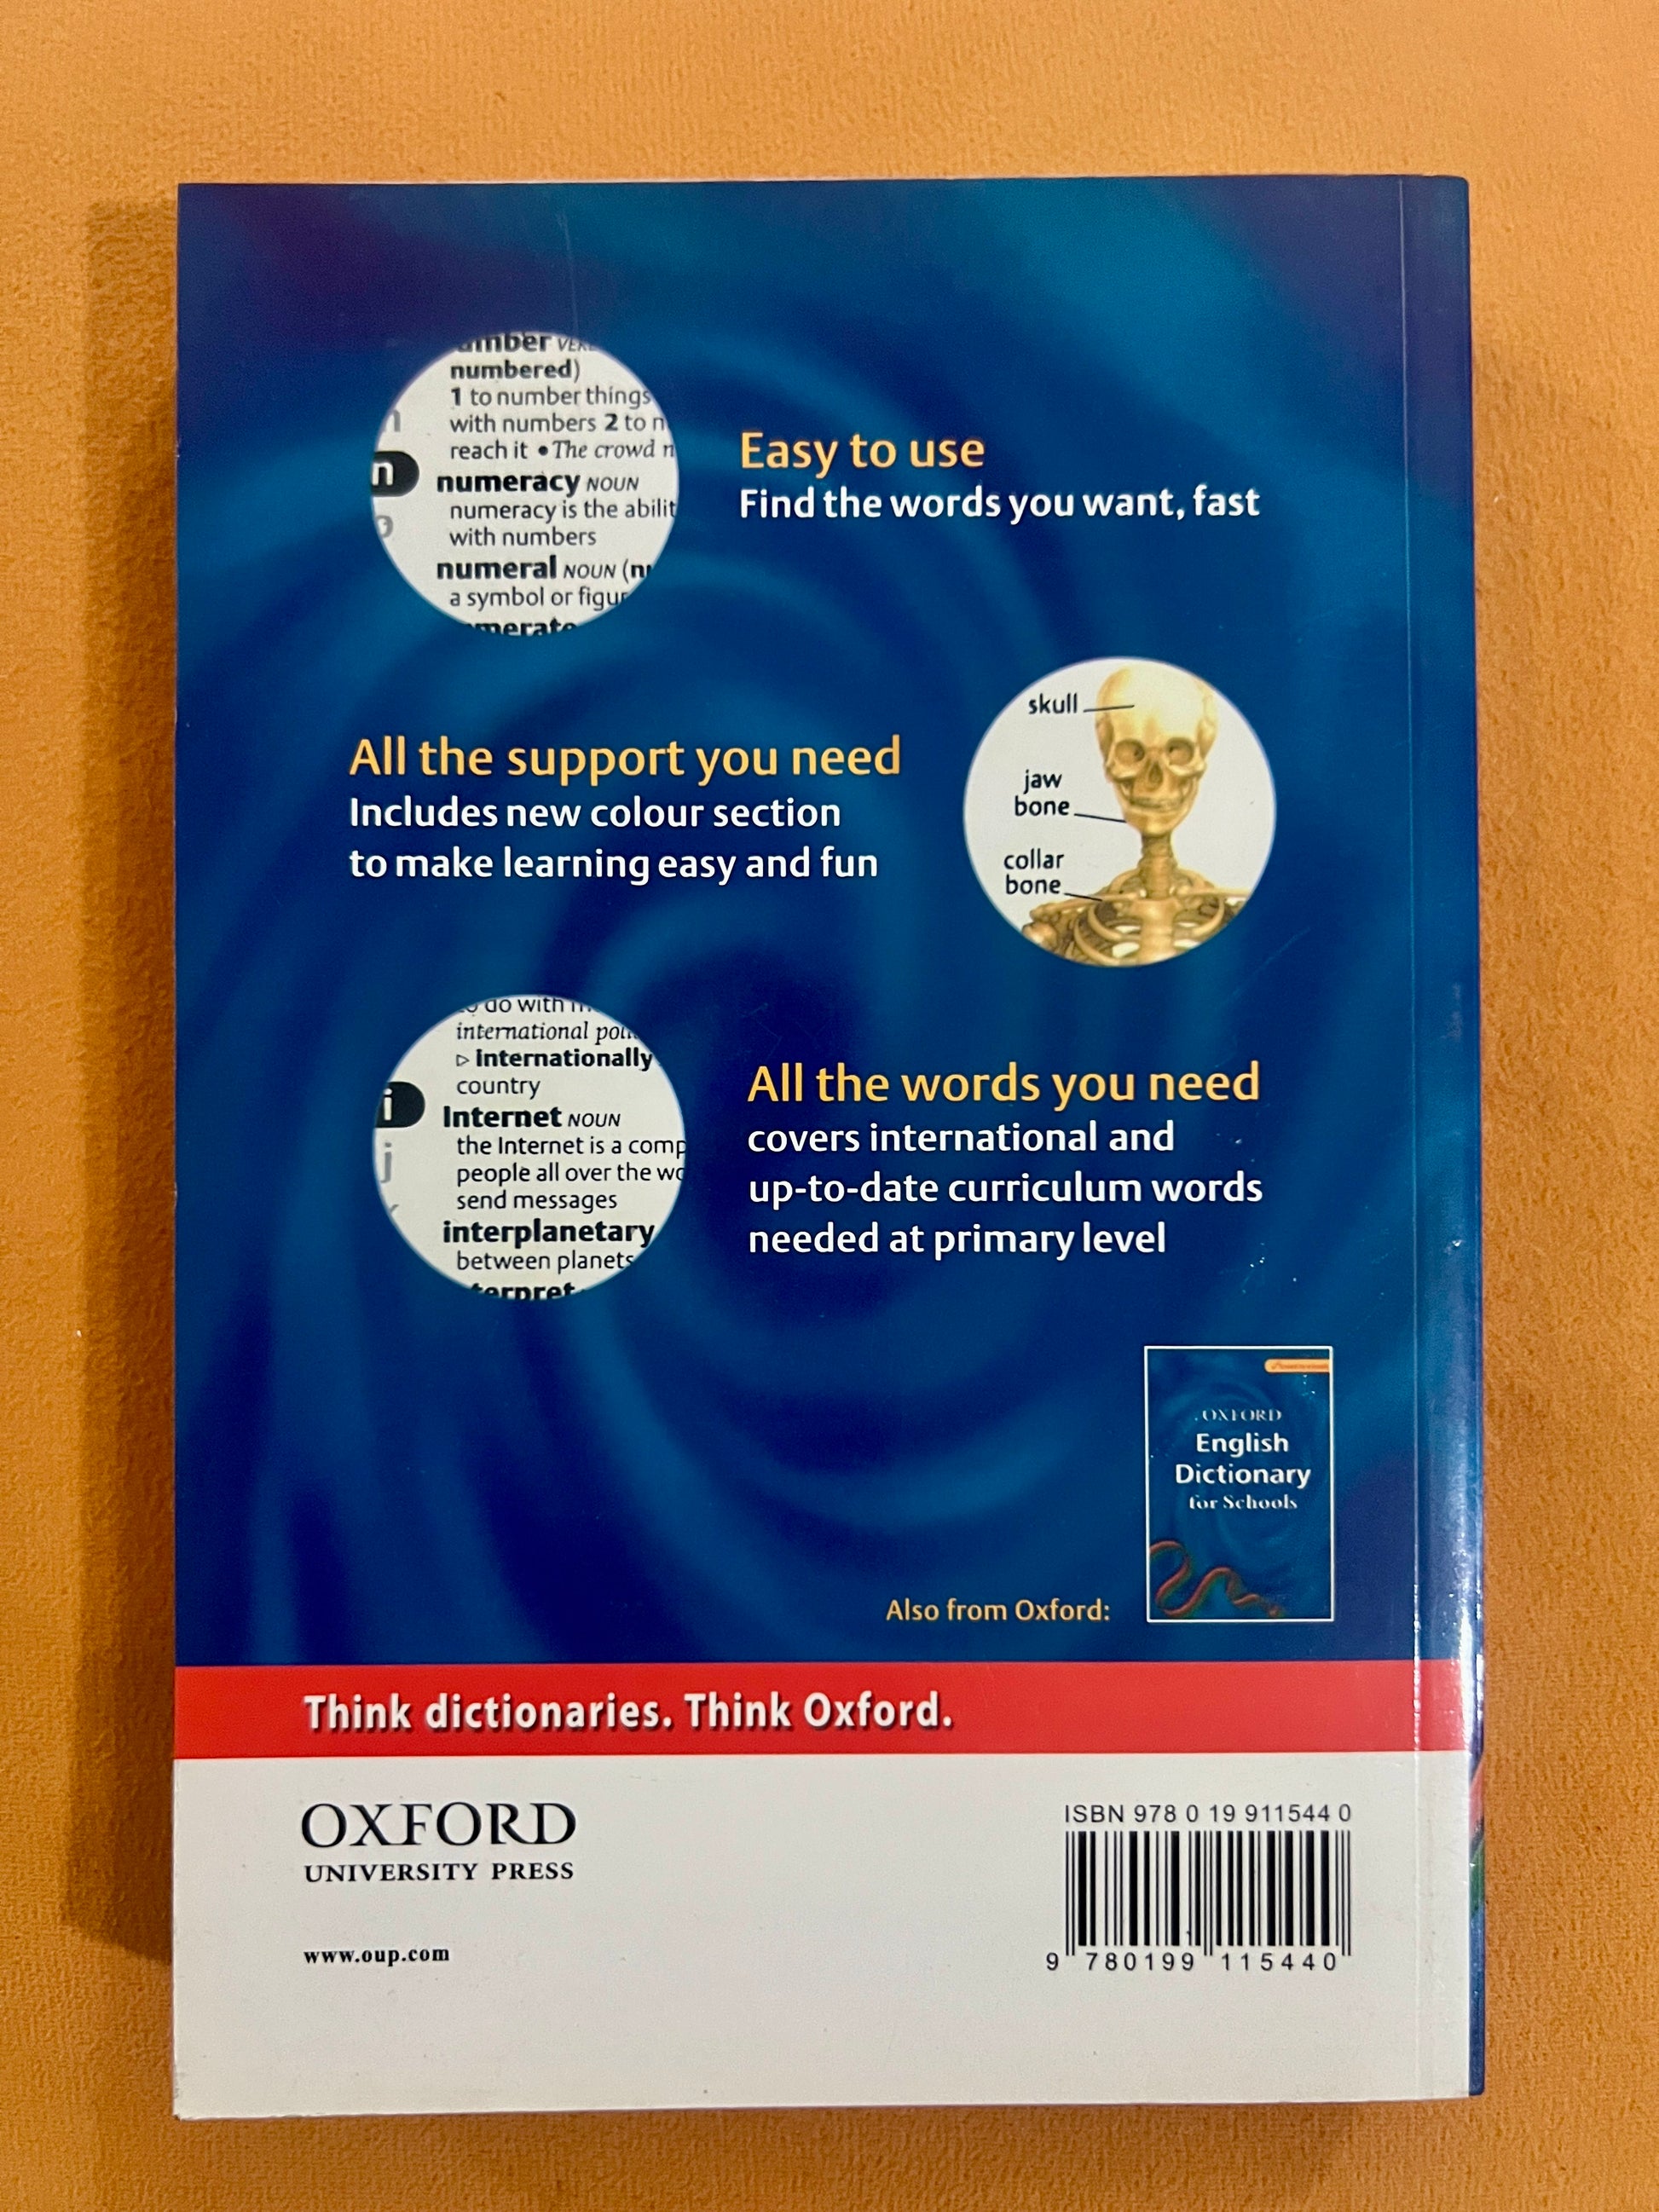 numbered)
1 to number things
with numbers 2 to
reach it • The crowd
n
numeracy NOUN
numeracy is the
with numbers
numeral NOUN
a symbol or
Easy to use
Find the words you want, fast
All the support you need
Includes new colour section
to make learning easy and fun
skull
jaw
bone
collar
bone
do with
international
▷ internationally
country
i
Internet NOUN
j
the Internet is a
people all over the
send messages
interplanetary
between planets
All the words you need
covers international and
up-to-date curriculum words
needed at primary level
OXFORD
English
Dictionary
for Schools
Also from Oxford:
Think dictionaries. Think Oxford.
OXFORD
UNIVERSITY PRESS
www.oup.com
ISBN 978 0 19 911544 0
9 780199 115440